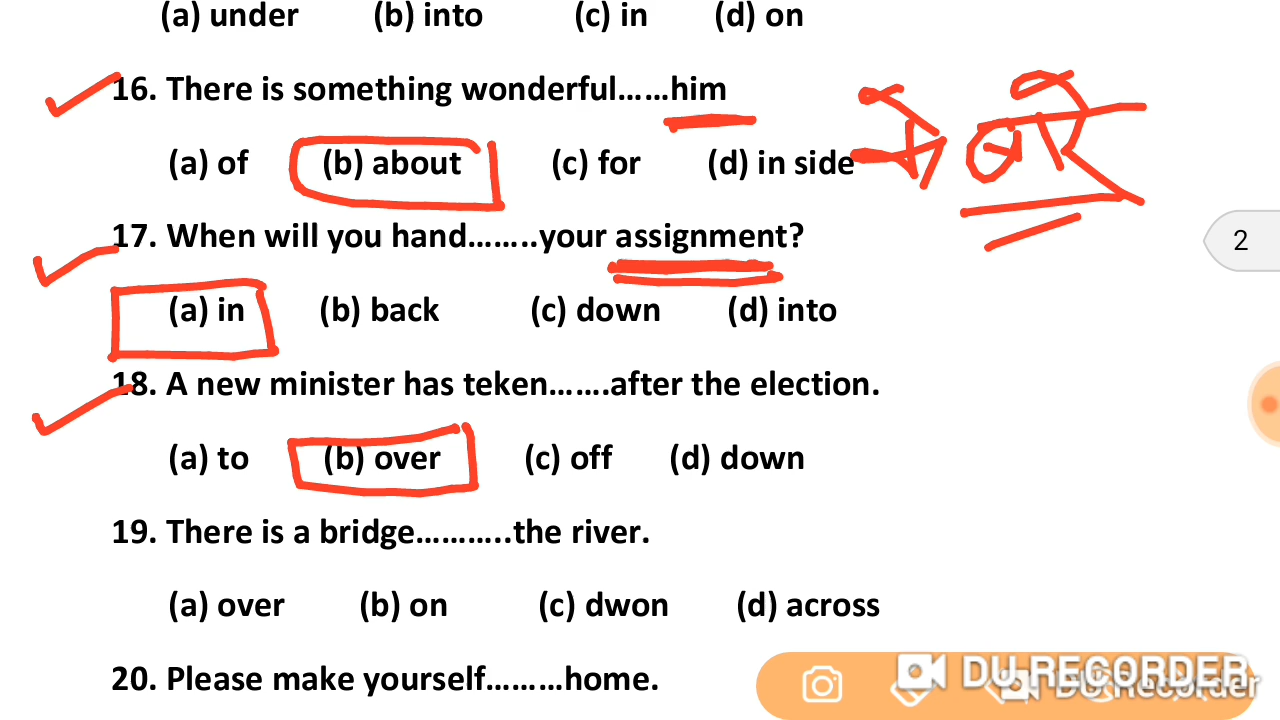 (a) under (b) into (c) in (d) on
16. There is something wonderful……him
(a) of (b) about (c) for (d) in side
17. When will you hand……..your assignment?
2
(a) in (b) back (c) down (d) into
18. A new minister has teken…….after the election.
(a) to (b) over (c) off (d) down
19. There is a bridge………..the river.
(a) over (b) on (c) dwon (d) across
20. Please make yourself………home.
DU RECORDER
Du Recorder